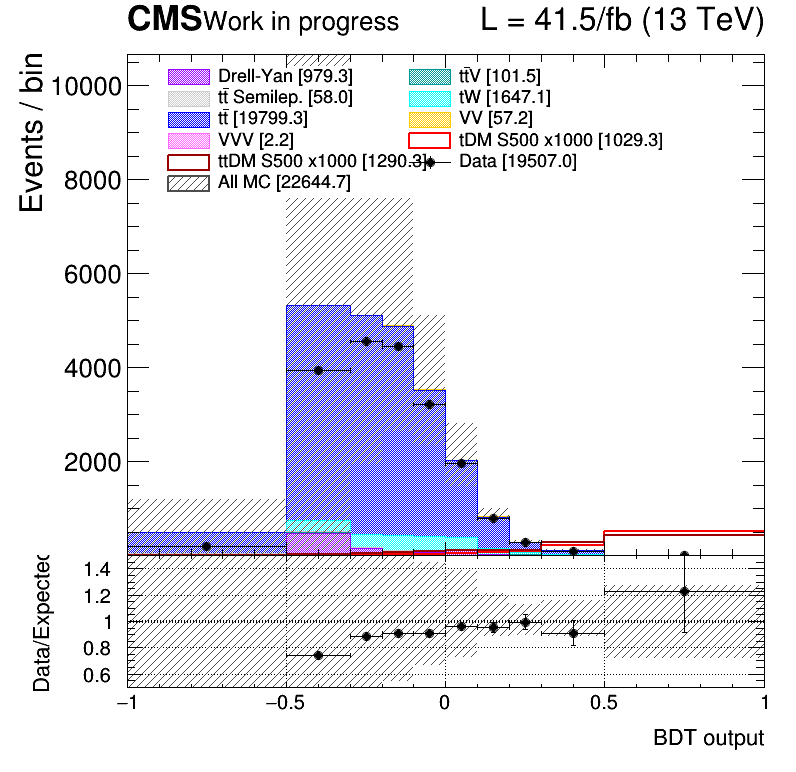 CMS Work in progress L = 41.5/fb (13 TeV)
Events / bin
10000
8000
6000
4000
2000
Drell-Yan [979.3]
tt̄ Semilep. [58.0]
tt̄ [19799.3]
VVV [2.2]
ttDM S500 x1000 [1290.3]
All MC [22644.7]
tt̄V [101.5]
tW [1647.1]
VV [57.2]
tDM S500 x1000 [1029.3]
Data [19507.0]
Data/Expected
1.4
1.2
1
0.8
0.6
−1 −0.5 0 0.5 1
BDT output